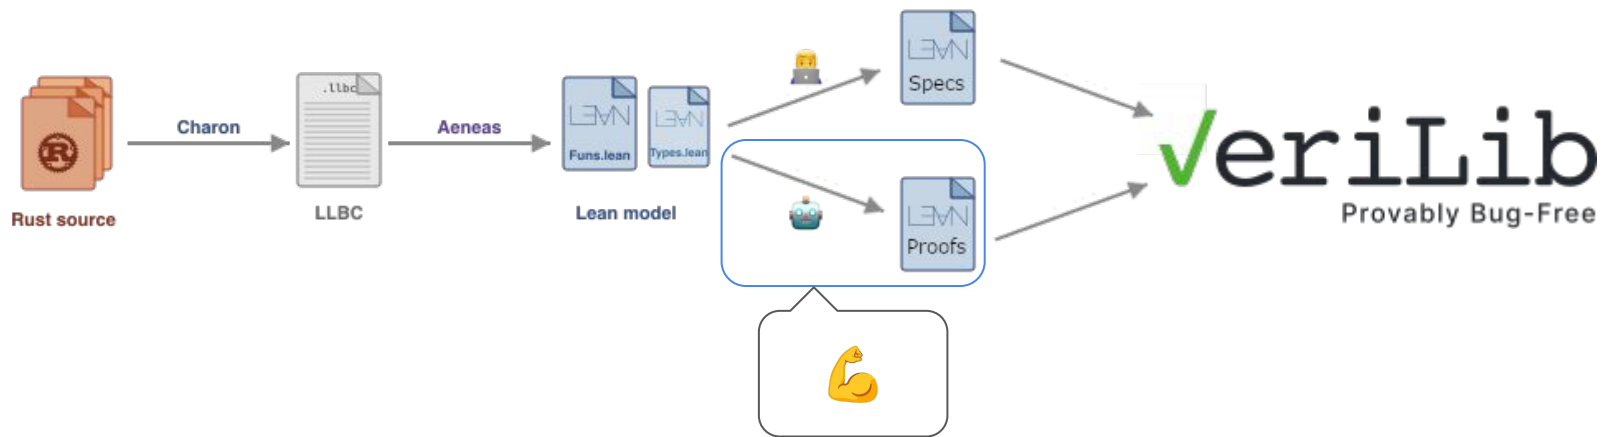 Rust source
Charon
.llbc
LLBC
Aeneas
LEAN
Funs.lean
LEAN
Types.lean
Lean model
LEAN
Specs
LEAN
Proofs
VeriLib
Provably Bug-Free